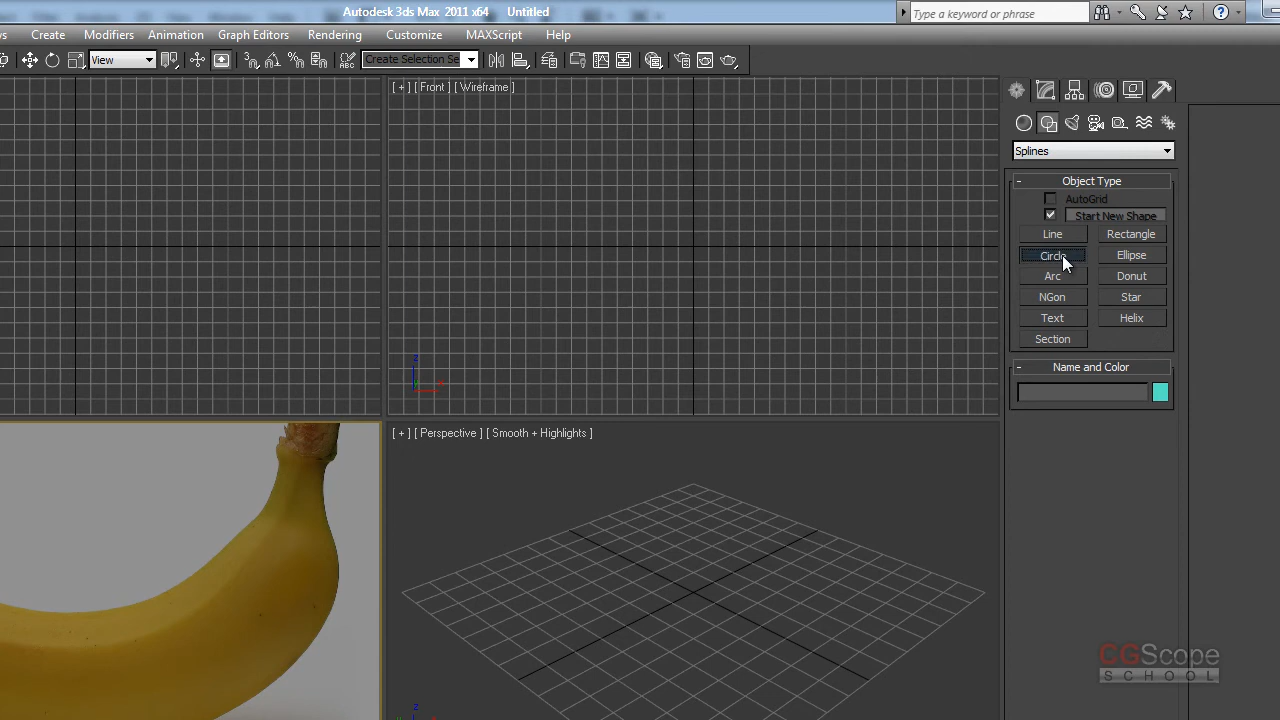 Autodesk 3ds Max 2011 x64 Untitled
Type a keyword or phrase
Create Modifiers Animation Graph Editors Rendering Customize MAXScript Help
View
Create Selection Se
[ + ] [ Front ] [ Wireframe ]
Splines
- Object Type
AutoGrid
Start New Shape
Line Rectangle
Circle Ellipse
Arc Donut
NGon Star
Text Helix
Section
- Name and Color
[ + ] [ Perspective ] [ Smooth + Highlights ]
CGScope
SCHOOL